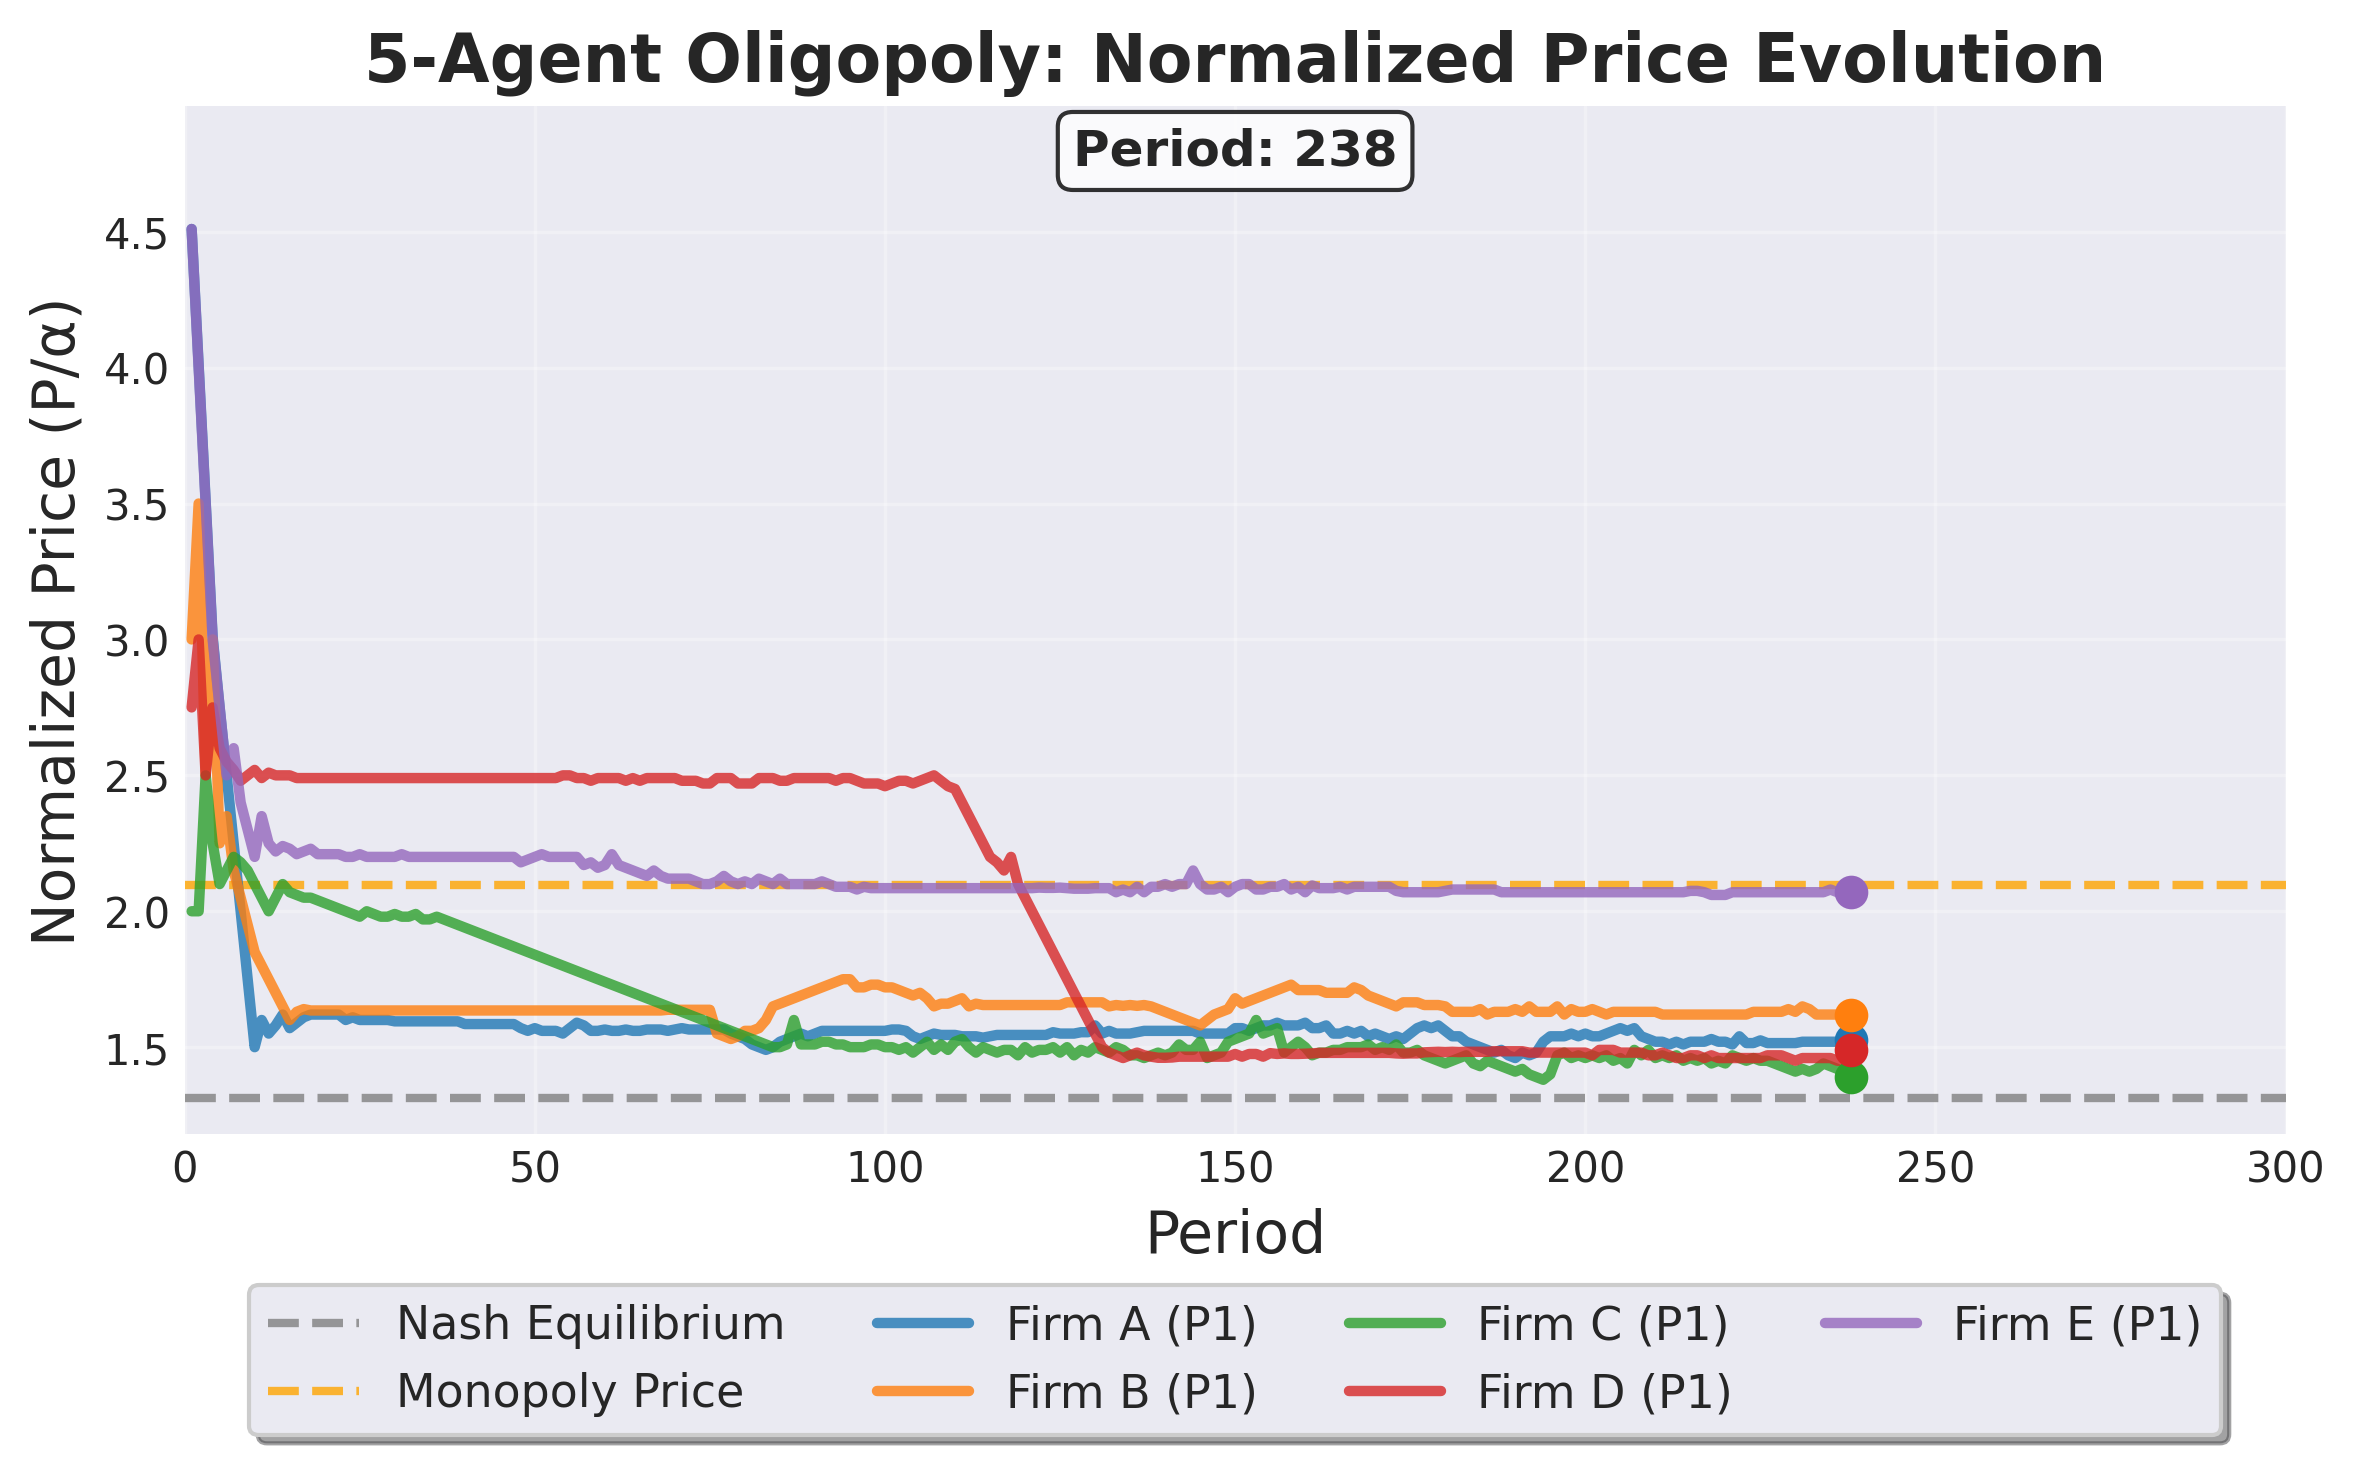 5-Agent Oligopoly: Normalized Price Evolution
Period: 238
Normalized Price (P/α)
4.5
4.0
3.5
3.0
2.5
2.0
1.5
0 50 100 150 200 250 300
Period
Nash Equilibrium Firm A (P1) Firm C (P1) Firm E (P1)
Monopoly Price Firm B (P1) Firm D (P1)